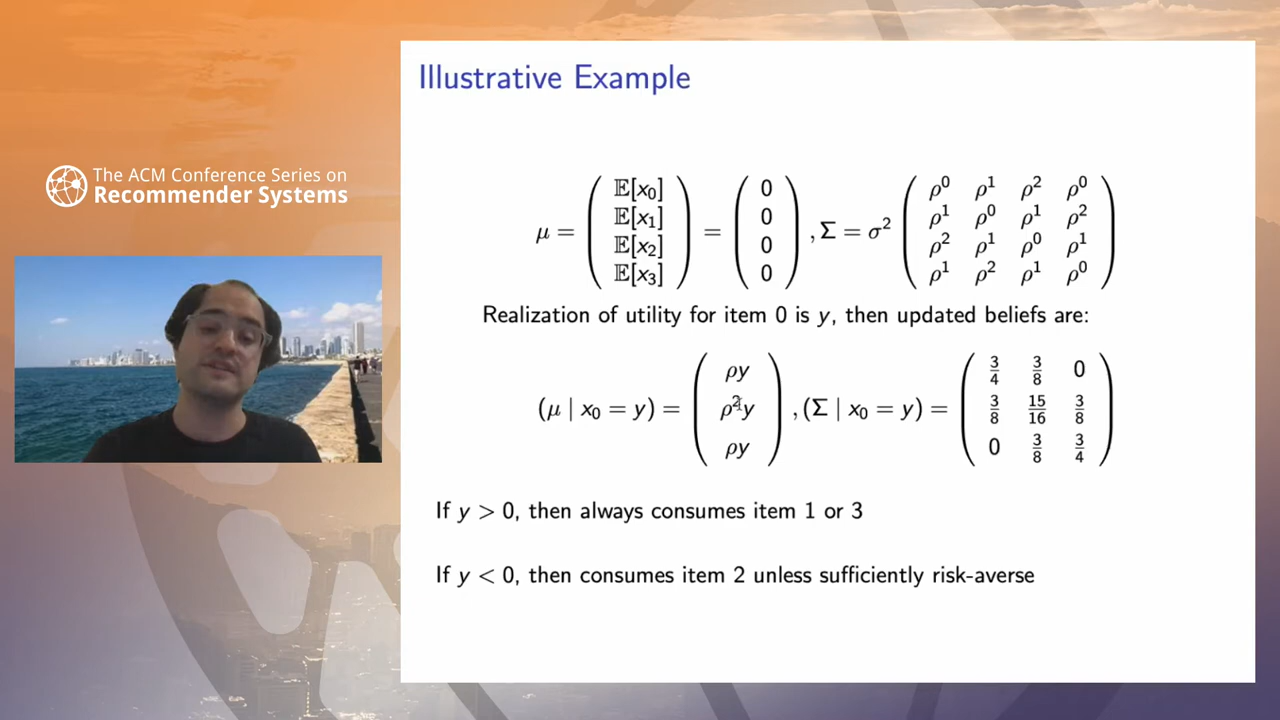 The ACM Conference Series on
Recommender Systems
Illustrative Example
μ = ( 𝔼[x₀] 𝔼[x₁] 𝔼[x₂] 𝔼[x₃] ) = ( 0 0 0 0 ) , Σ = σ² ( ρ⁰ ρ¹ ρ² ρ⁰ ; ρ¹ ρ⁰ ρ¹ ρ² ; ρ² ρ¹ ρ⁰ ρ¹ ; ρ¹ ρ² ρ¹ ρ⁰ )
Realization of utility for item 0 is y, then updated beliefs are:
(μ | x₀ = y) = ( ρy ρ²y ρy ) , (Σ | x₀ = y) = ( 3/4 3/8 0 ; 3/8 15/16 3/8 ; 0 3/8 3/4 )
If y > 0, then always consumes item 1 or 3
If y < 0, then consumes item 2 unless sufficiently risk-averse